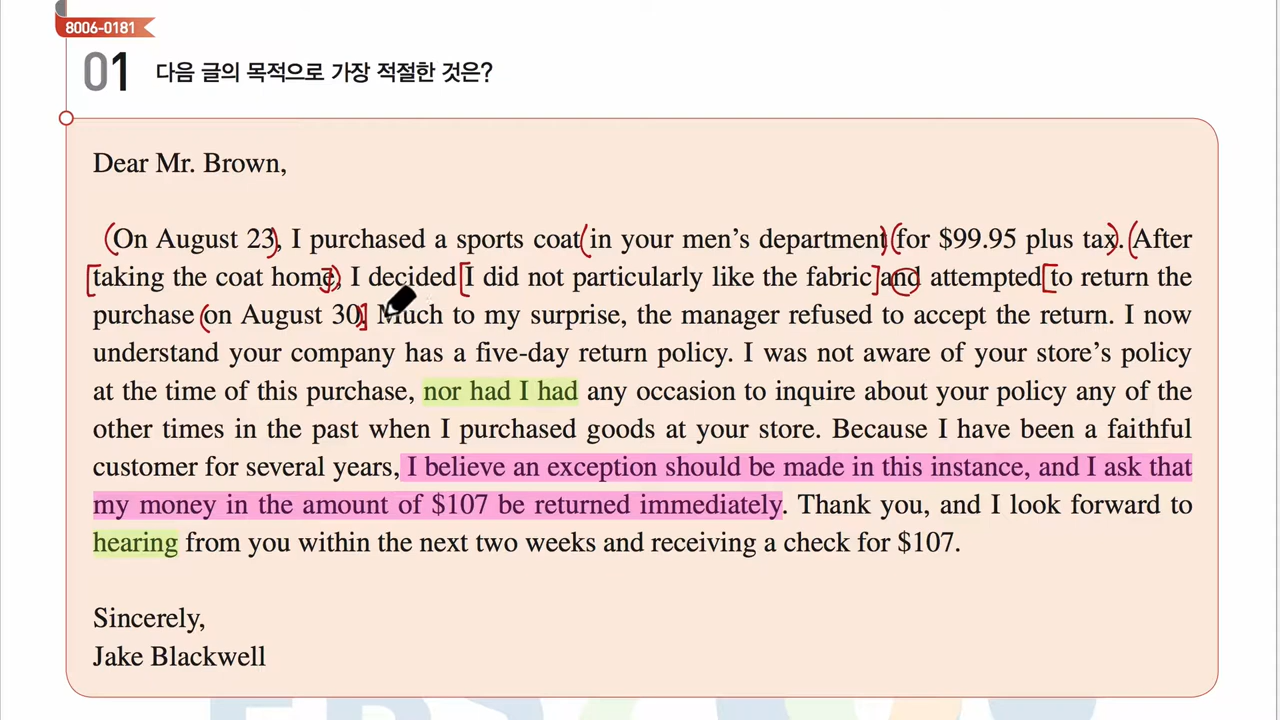 8006-0181
01 다음 글의 목적으로 가장 적절한 것은?
Dear Mr. Brown,
On August 23, I purchased a sports coat in your men's department for $99.95 plus tax. After
taking the coat home, I decided I did not particularly like the fabric and attempted to return the
purchase on August 30. Much to my surprise, the manager refused to accept the return. I now
understand your company has a five-day return policy. I was not aware of your store's policy
at the time of this purchase, nor had I had any occasion to inquire about your policy any of the
other times in the past when I purchased goods at your store. Because I have been a faithful
customer for several years, I believe an exception should be made in this instance, and I ask that
my money in the amount of $107 be returned immediately. Thank you, and I look forward to
hearing from you within the next two weeks and receiving a check for $107.
Sincerely,
Jake Blackwell